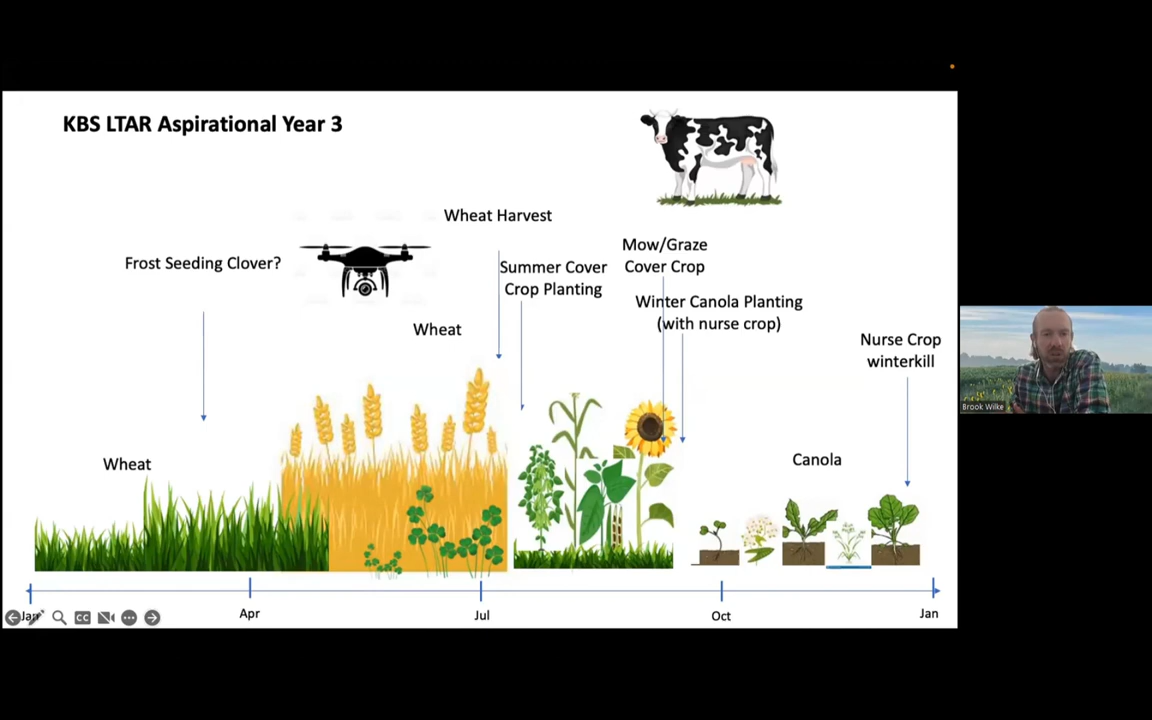 KBS LTAR Aspirational Year 3
Wheat Harvest
Frost Seeding Clover?
Summer Cover
Crop Planting
Mow/Graze
Cover Crop
Winter Canola Planting
(with nurse crop)
Wheat
Nurse Crop
winterkill
Wheat
Canola
Jan
Apr
Jul
Oct
Jan
CC
Brook Wilke